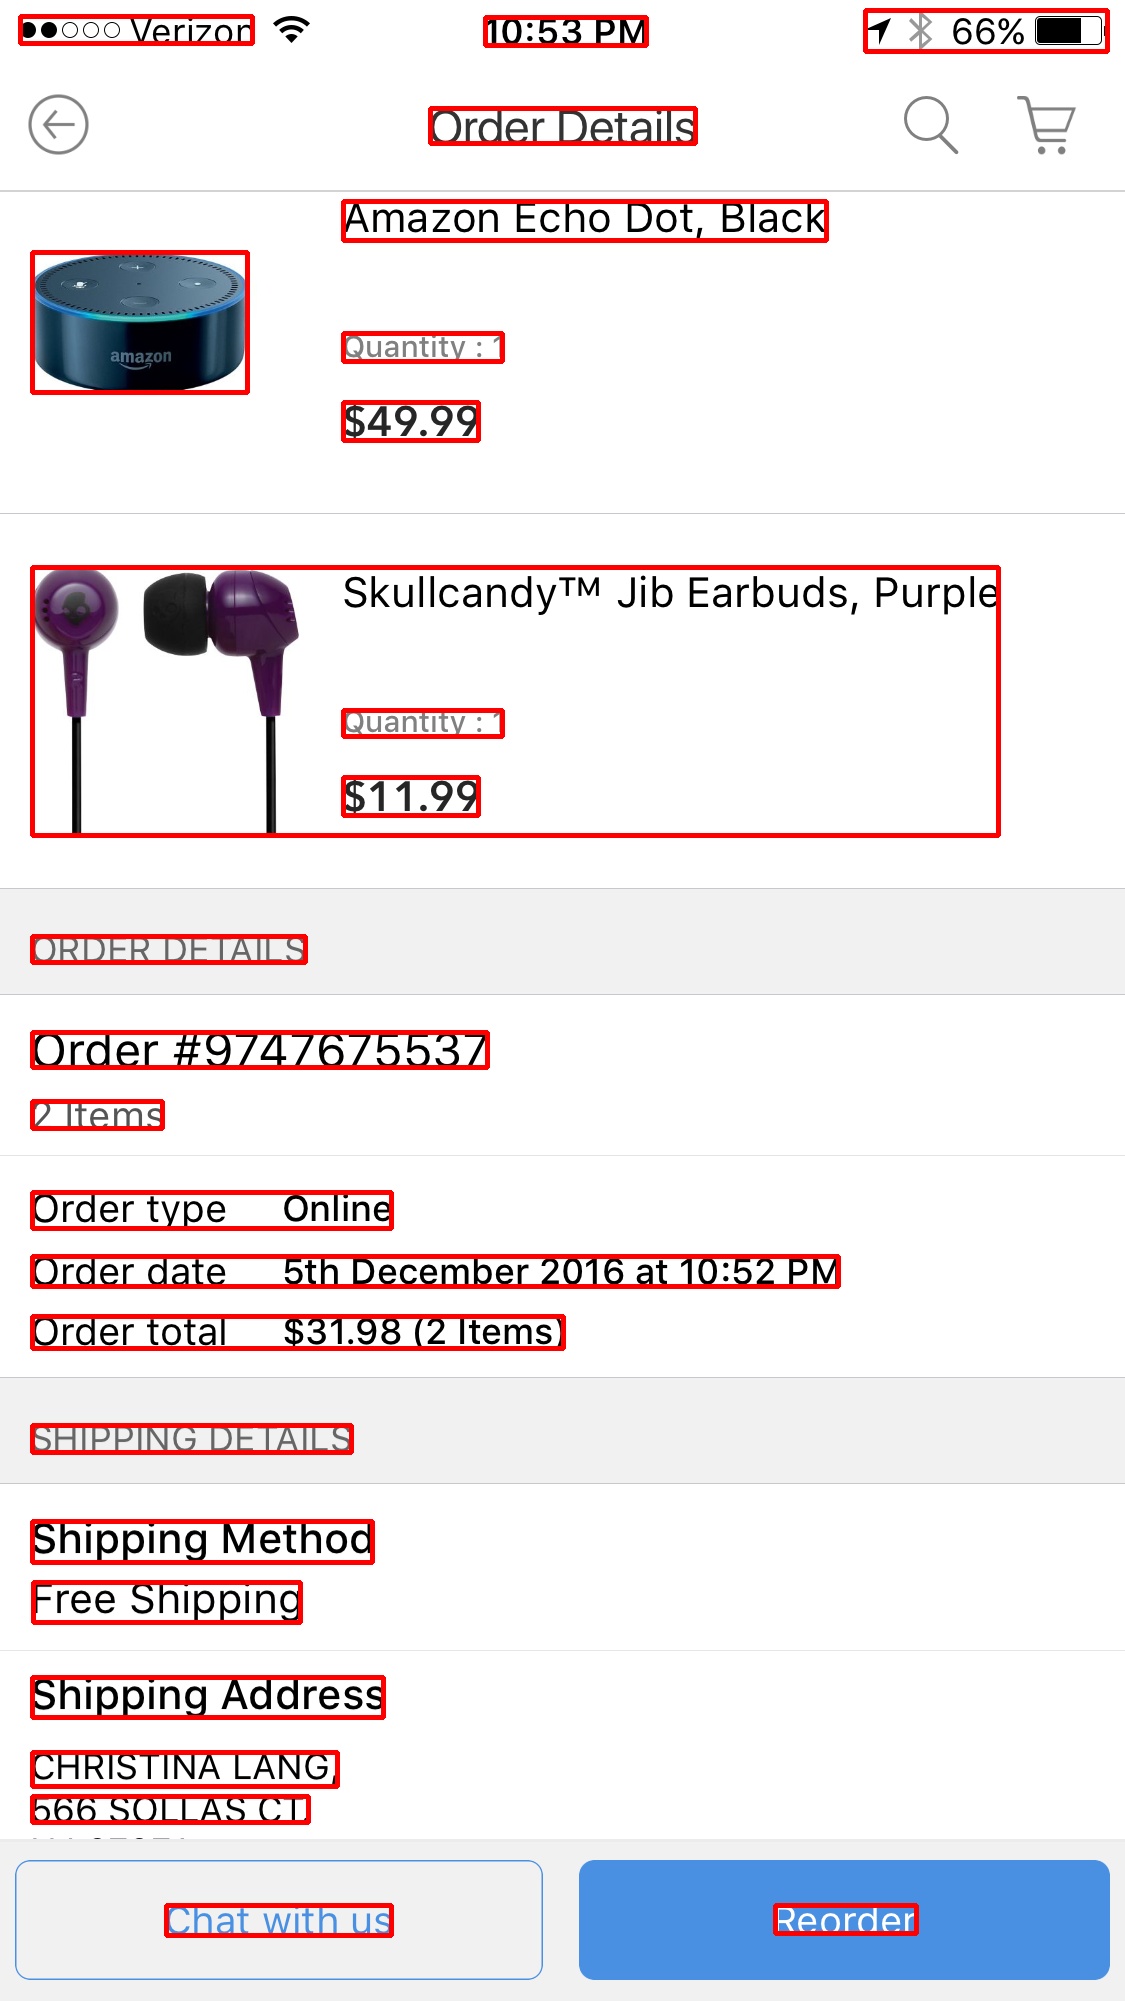 Verizon 10:53 PM 66%
Order Details
Amazon Echo Dot, Black
amazon
Quantity : 1
$49.99
Skullcandy™ Jib Earbuds, Purple
Quantity : 1
$11.99
ORDER DETAILS
Order #9747675537
2 Items
Order type Online
Order date 5th December 2016 at 10:52 PM
Order total $31.98 (2 Items)
SHIPPING DETAILS
Shipping Method
Free Shipping
Shipping Address
CHRISTINA LANG,
566 SOLLAS CT
Chat with us
Reorder